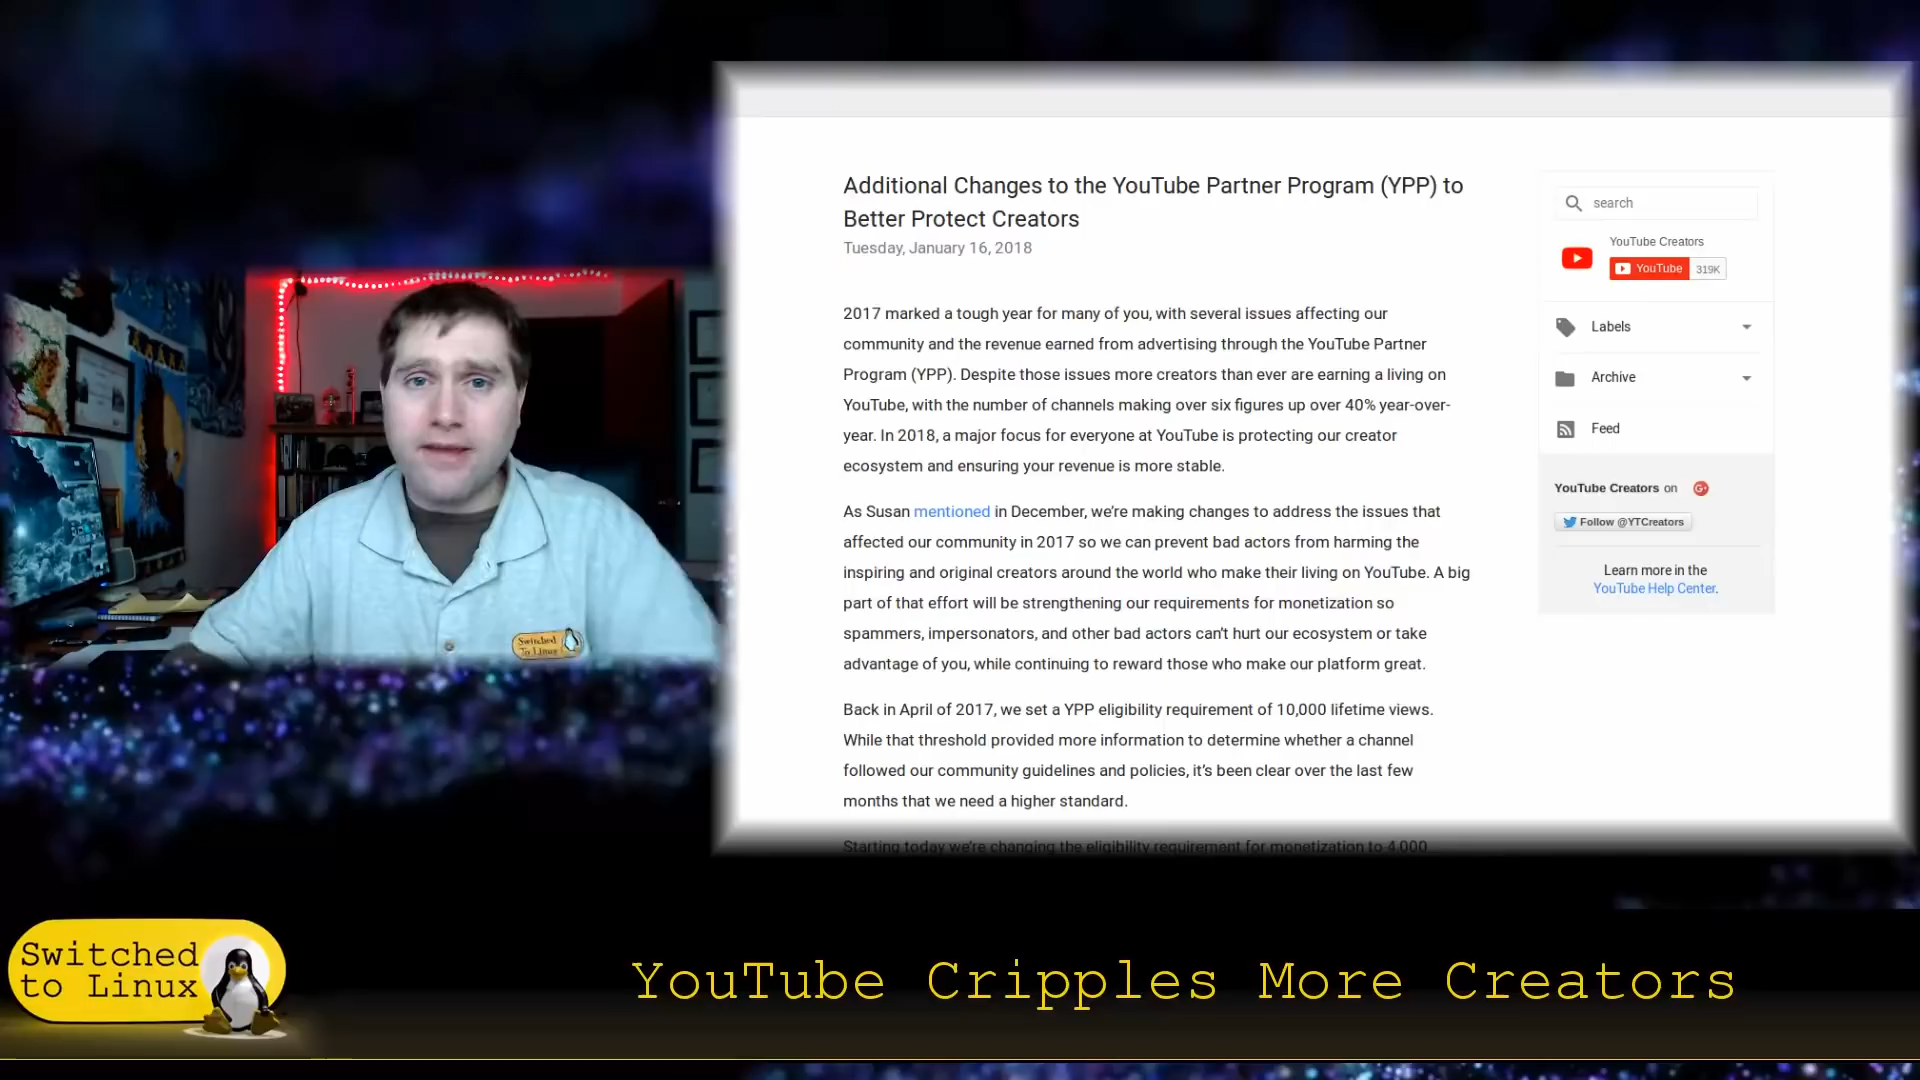 Additional Changes to the YouTube Partner Program (YPP) to
Better Protect Creators
Tuesday, January 16, 2018
2017 marked a tough year for many of you, with several issues affecting our
community and the revenue earned from advertising through the YouTube Partner
Program (YPP). Despite those issues more creators than ever are earning a living on
YouTube, with the number of channels making over six figures up over 40% year-over-
year. In 2018, a major focus for everyone at YouTube is protecting our creator
ecosystem and ensuring your revenue is more stable.
As Susan mentioned in December, we're making changes to address the issues that
affected our community in 2017 so we can prevent bad actors from harming the
inspiring and original creators around the world who make their living on YouTube. A big
part of that effort will be strengthening our requirements for monetization so
spammers, impersonators, and other bad actors can't hurt our ecosystem or take
advantage of you, while continuing to reward those who make our platform great.
Back in April of 2017, we set a YPP eligibility requirement of 10,000 lifetime views.
While that threshold provided more information to determine whether a channel
followed our community guidelines and policies, it's been clear over the last few
months that we need a higher standard.
Starting today we're changing the eligibility requirement for monetization to 4,000
search
YouTube Creators
YouTube 319K
Labels
Archive
Feed
YouTube Creators on G+
Follow @YTCreators
Learn more in the
YouTube Help Center.
Switched
To Linux
Switched
to Linux
YouTube Cripples More Creators